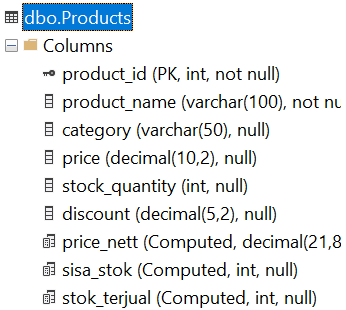 dbo.Products
Columns
product_id (PK, int, not null)
product_name (varchar(100), not nu
category (varchar(50), null)
price (decimal(10,2), null)
stock_quantity (int, null)
discount (decimal(5,2), null)
price_nett (Computed, decimal(21,8
sisa_stok (Computed, int, null)
stok_terjual (Computed, int, null)